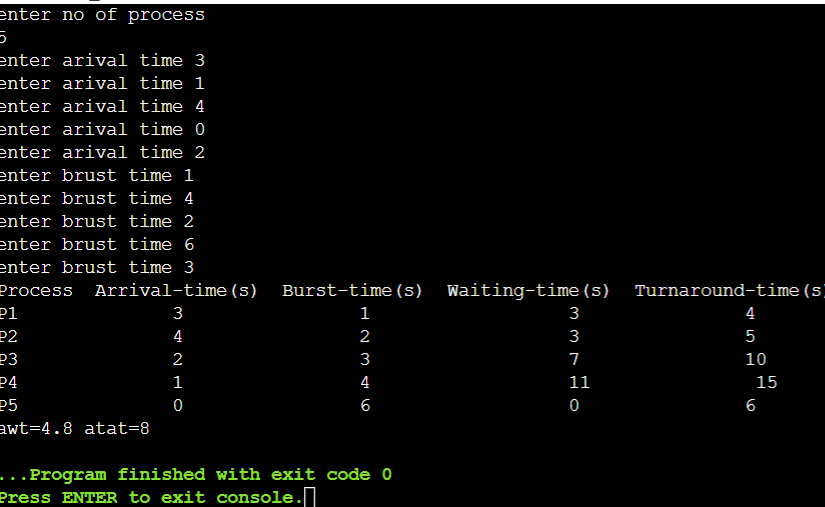 enter no of process
5
enter arival time 3
enter arival time 1
enter arival time 4
enter arival time 0
enter arival time 2
enter brust time 1
enter brust time 4
enter brust time 2
enter brust time 6
enter brust time 3
Process  Arrival-time(s)  Burst-time(s)  Waiting-time(s)  Turnaround-time(s)
P1 3 1 3 4
P2 4 2 3 5
P3 2 3 7 10
P4 1 4 11 15
P5 0 6 0 6
awt=4.8 atat=8
...Program finished with exit code 0
Press ENTER to exit console.